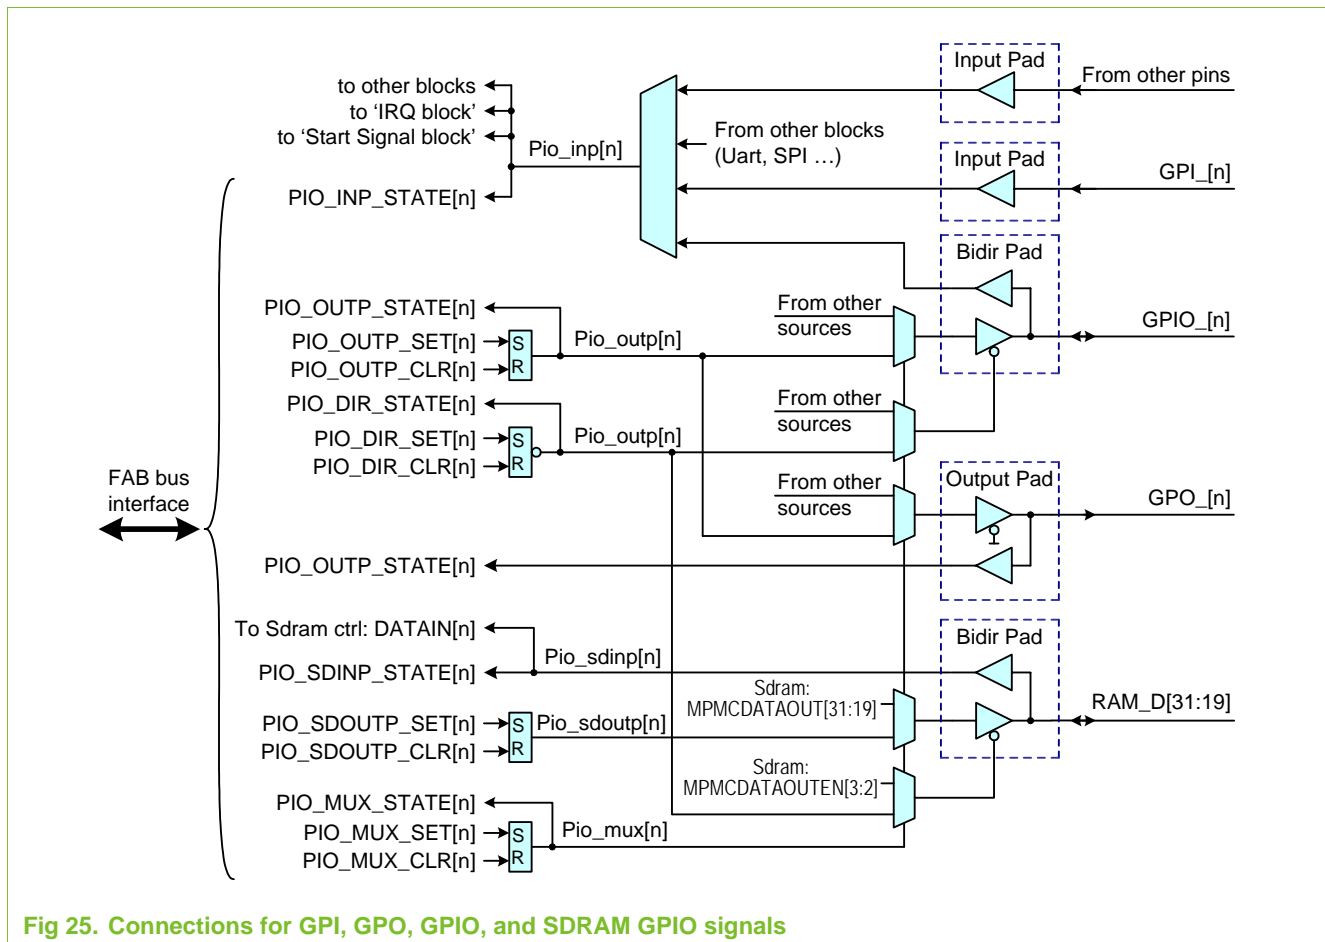 Input Pad
From other pins
to other blocks
to ‘IRQ block’
to ‘Start Signal block’
From other blocks
(Uart, SPI …)
Pio_inp[n]
Input Pad
GPI_[n]
PIO_INP_STATE[n]
Bidir Pad
PIO_OUTP_STATE[n]
From other
sources
GPIO_[n]
PIO_OUTP_SET[n]
S
Pio_outp[n]
PIO_OUTP_CLR[n]
R
PIO_DIR_STATE[n]
From other
sources
PIO_DIR_SET[n]
S
Pio_outp[n]
PIO_DIR_CLR[n]
R
FAB bus
interface
From other
sources
Output Pad
GPO_[n]
PIO_OUTP_STATE[n]
To Sdram ctrl: DATAIN[n]
Bidir Pad
Pio_sdinp[n]
PIO_SDINP_STATE[n]
Sdram:
MPMCDATAOUT[31:19]
RAM_D[31:19]
PIO_SDOUTP_SET[n]
S
Pio_sdoutp[n]
PIO_SDOUTP_CLR[n]
R
Sdram:
MPMCDATAOUTEN[3:2]
PIO_MUX_STATE[n]
PIO_MUX_SET[n]
S
Pio_mux[n]
PIO_MUX_CLR[n]
R
Fig 25. Connections for GPI, GPO, GPIO, and SDRAM GPIO signals